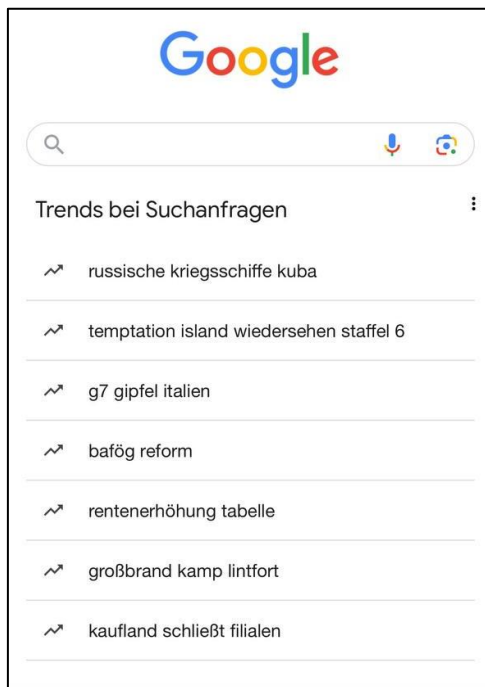 Google
Trends bei Suchanfragen
russische kriegsschiffe kuba
temptation island wiedersehen staffel 6
g7 gipfel italien
bafög reform
rentenerhöhung tabelle
großbrand kamp lintfort
kaufland schließt filialen